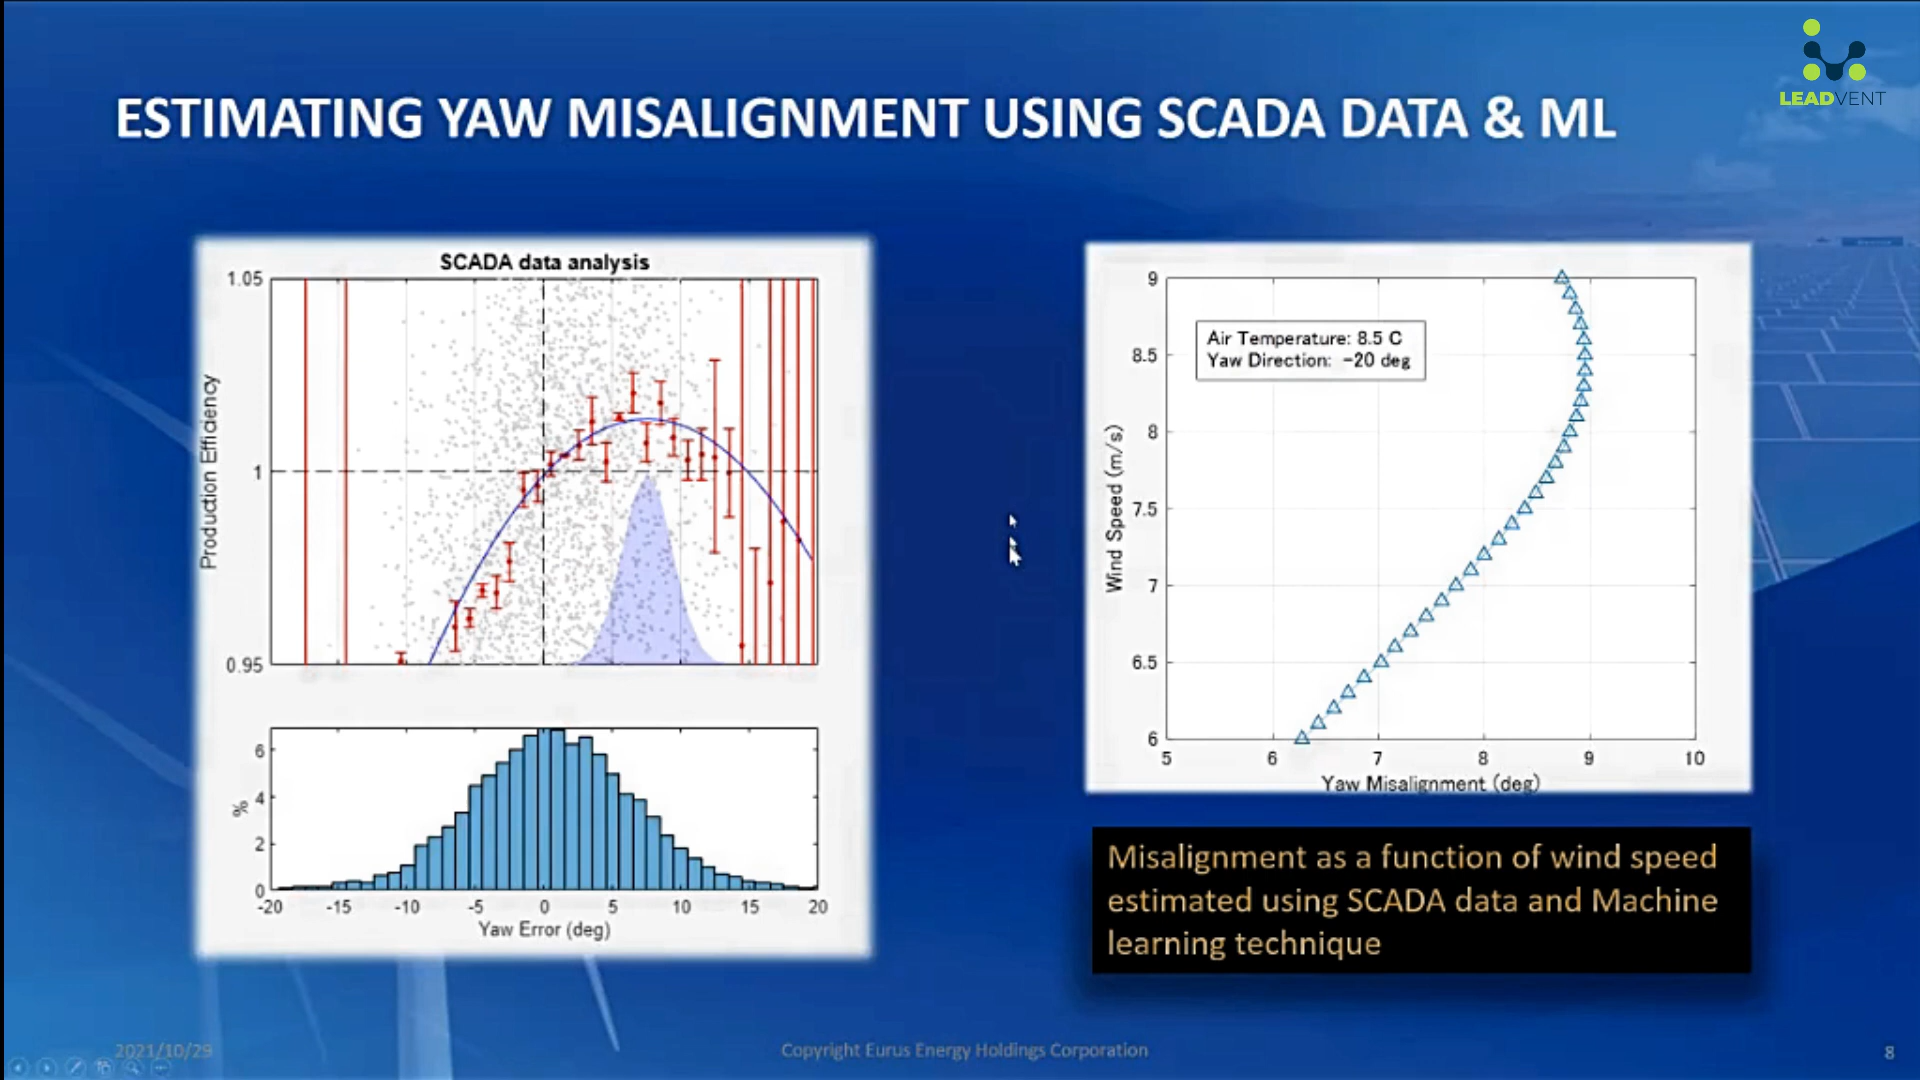 LEADVENT
ESTIMATING YAW MISALIGNMENT USING SCADA DATA & ML
SCADA data analysis
1.05
1
0.95
Production Efficiency
6
4
2
0
%
-20 -15 -10 -5 0 5 10 15 20
Yaw Error (deg)
9
8.5
8
7.5
7
6.5
6
Wind Speed (m/s)
Air Temperature: 8.5 C
Yaw Direction: -20 deg
5 6 7 8 9 10
Yaw Misalignment (deg)
Misalignment as a function of wind speed
estimated using SCADA data and Machine
learning technique
2021/10/29
Copyright Eurus Energy Holdings Corporation
8